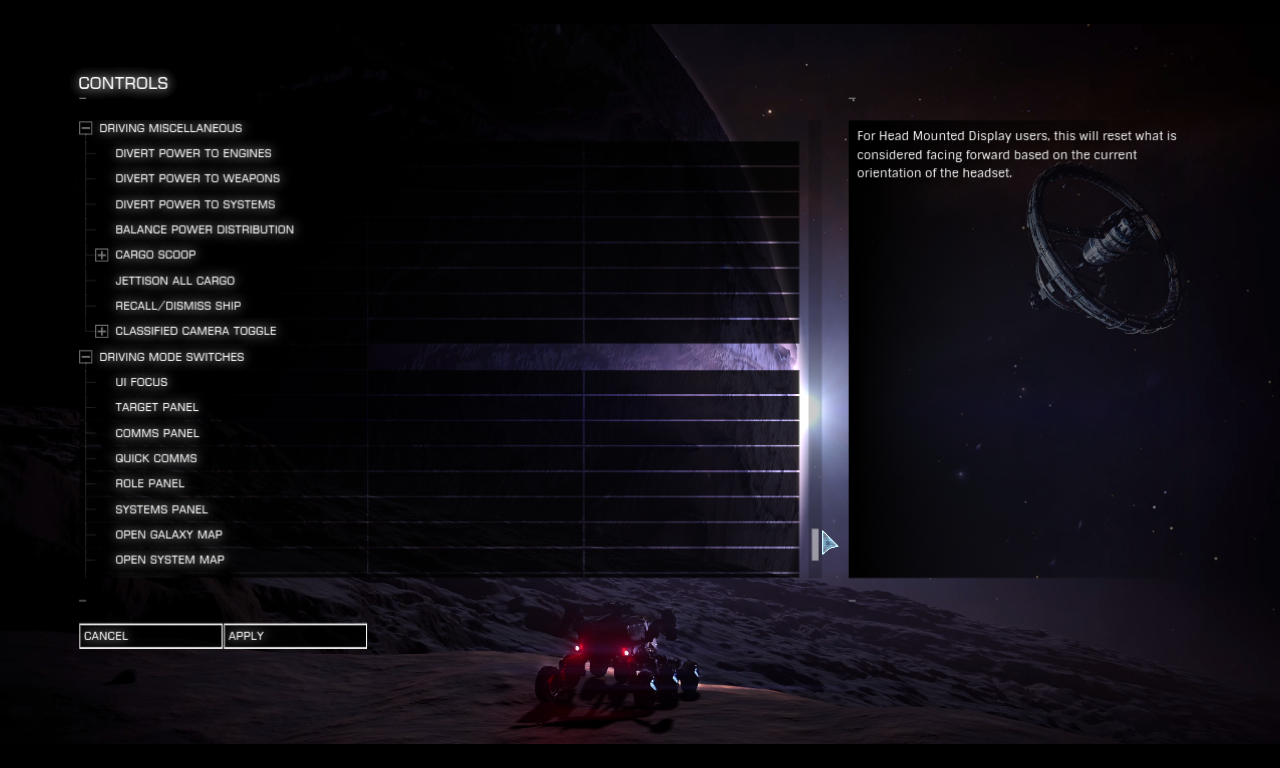 CONTROLS
DRIVING MISCELLANEOUS
DIVERT POWER TO ENGINES
DIVERT POWER TO WEAPONS
DIVERT POWER TO SYSTEMS
BALANCE POWER DISTRIBUTION
CARGO SCOOP
JETTISON ALL CARGO
RECALL/DISMISS SHIP
CLASSIFIED CAMERA TOGGLE
DRIVING MODE SWITCHES
UI FOCUS
TARGET PANEL
COMMS PANEL
QUICK COMMS
ROLE PANEL
SYSTEMS PANEL
OPEN GALAXY MAP
OPEN SYSTEM MAP
CANCEL
APPLY
For Head Mounted Display users, this will reset what is
considered facing forward based on the current
orientation of the headset.